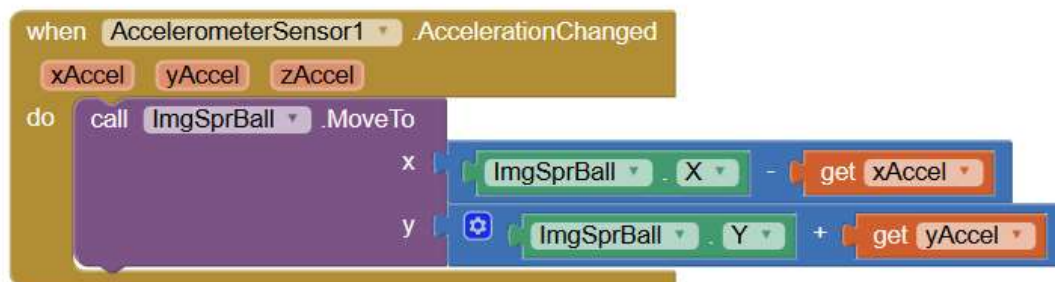 when AccelerometerSensor1 .AccelerationChanged
xAccel yAccel zAccel
do call ImgSprBall .MoveTo
x ImgSprBall . X - get xAccel
y ImgSprBall . Y + get yAccel